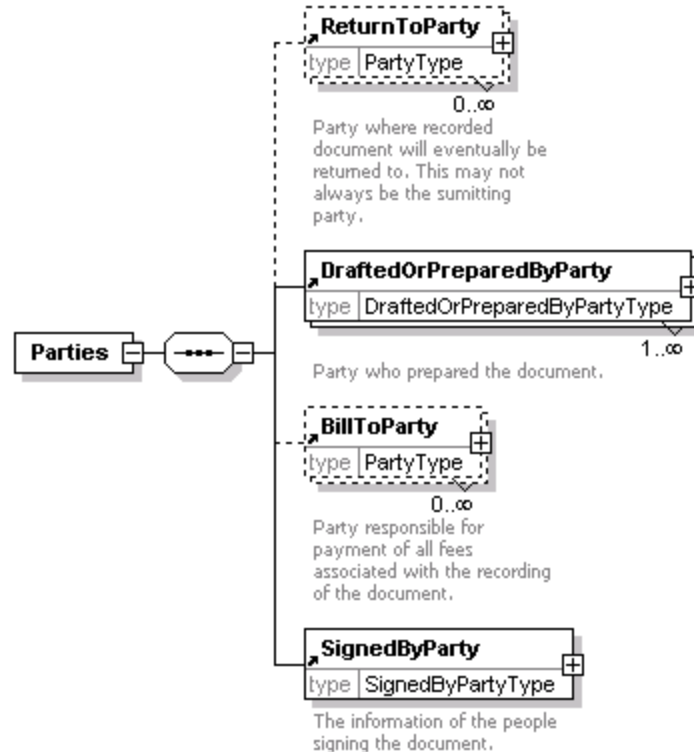 ReturnToParty
type PartyType
0..∞
Party where recorded
document will eventually be
returned to. This may not
always be the sumitting
party.
DraftedOrPreparedByParty
type DraftedOrPreparedByPartyType
1..∞
Parties
Party who prepared the document.
BillToParty
type PartyType
0..∞
Party responsible for
payment of all fees
associated with the recording
of the document.
SignedByParty
type SignedByPartyType
The information of the people
signing the document.